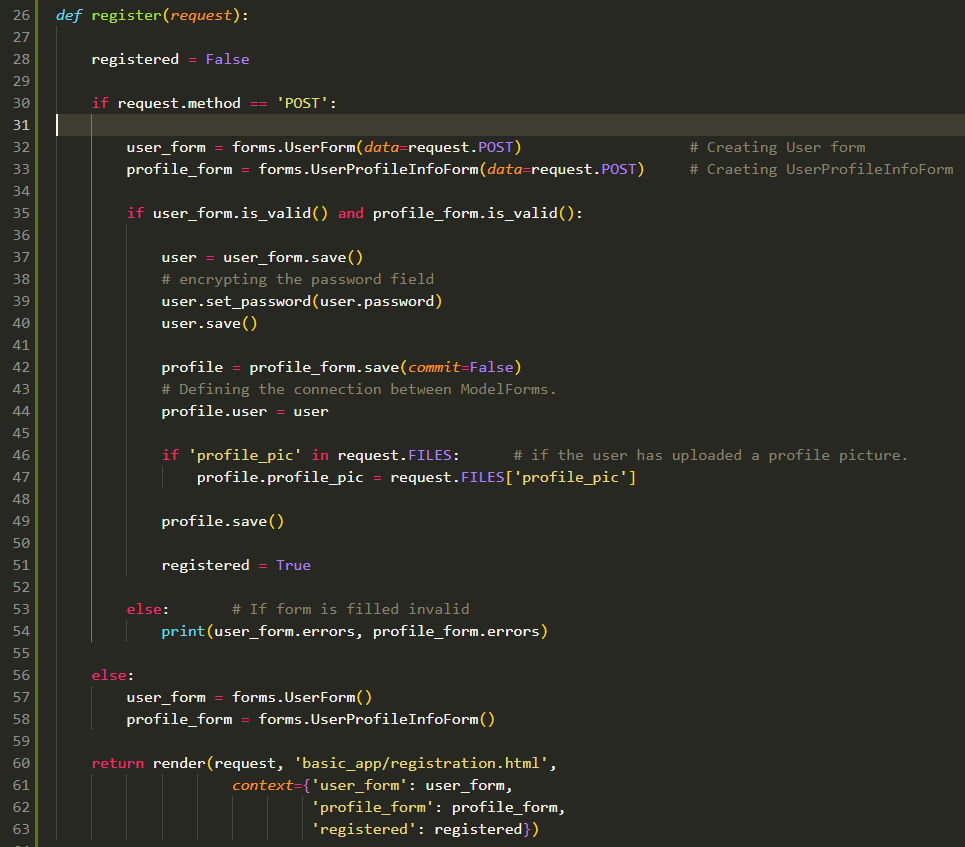 26 def register(request):
27
28     registered = False
29
30     if request.method == 'POST':
31
32         user_form = forms.UserForm(data=request.POST)                   # Creating User form
33         profile_form = forms.UserProfileInfoForm(data=request.POST)     # Craeting UserProfileInfoForm
34
35         if user_form.is_valid() and profile_form.is_valid():
36
37             user = user_form.save()
38             # encrypting the password field
39             user.set_password(user.password)
40             user.save()
41
42             profile = profile_form.save(commit=False)
43             # Defining the connection between ModelForms.
44             profile.user = user
45
46             if 'profile_pic' in request.FILES:      # if the user has uploaded a profile picture.
47                 profile.profile_pic = request.FILES['profile_pic']
48
49             profile.save()
50
51             registered = True
52
53         else:       # If form is filled invalid
54             print(user_form.errors, profile_form.errors)
55
56     else:
57         user_form = forms.UserForm()
58         profile_form = forms.UserProfileInfoForm()
59
60     return render(request, 'basic_app/registration.html',
61                     context={'user_form': user_form,
62                              'profile_form': profile_form,
63                              'registered': registered})